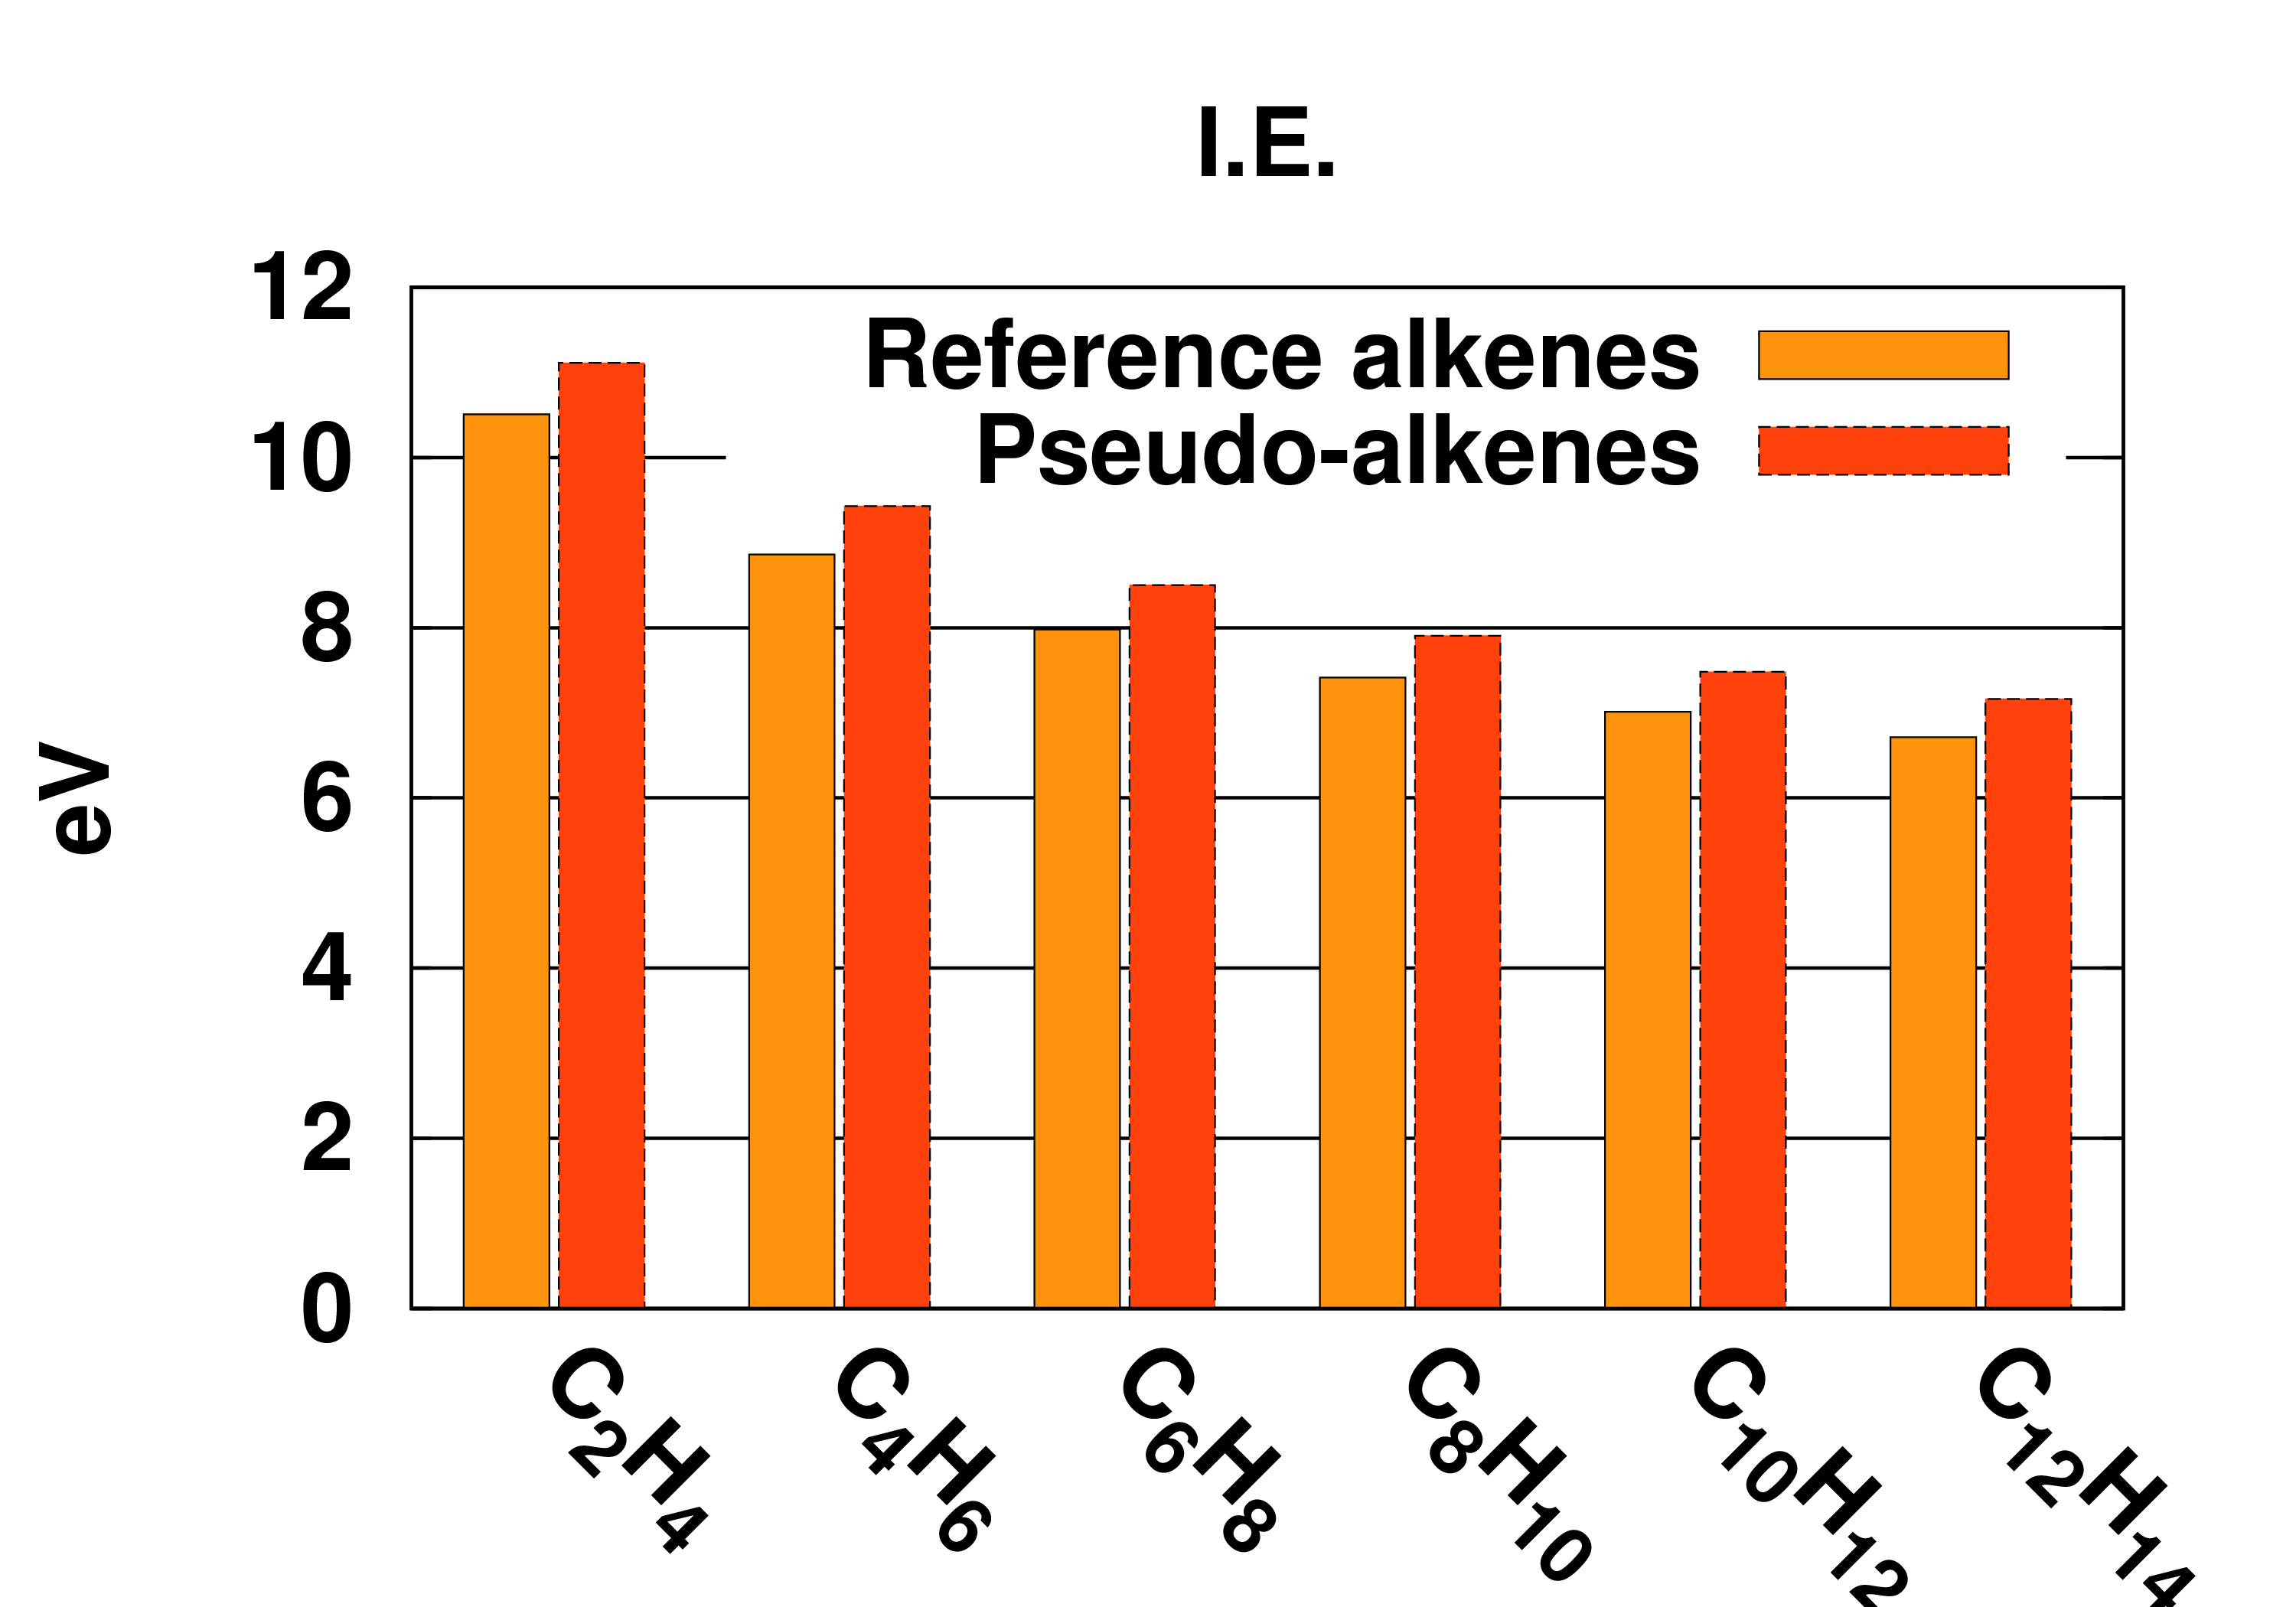 I.E.
12
Reference alkenes
Pseudo-alkenes
10
8
6
4
2
0
eV
C₂H₄
C₄H₆
C₆H₈
C₈H₁₀
C₁₀H₁₂
C₁₂H₁₄